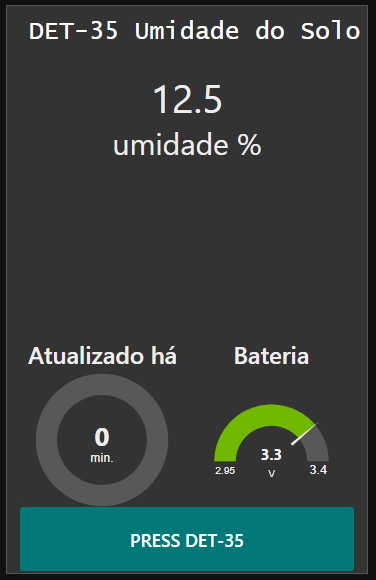 DET-35 Umidade do Solo
12.5
umidade %
Atualizado há
Bateria
0
min.
3.3
V
2.95
3.4
PRESS DET-35